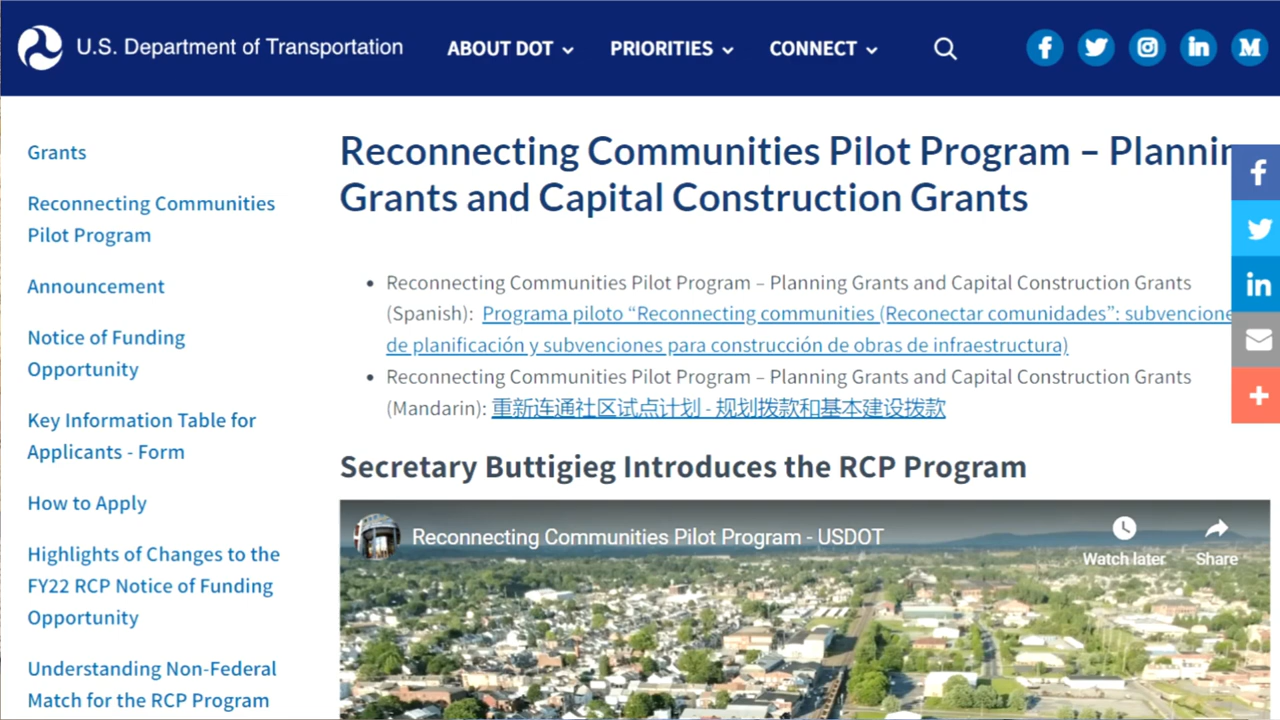 U.S. Department of Transportation
ABOUT DOT
PRIORITIES
CONNECT
Grants
Reconnecting Communities
Pilot Program
Announcement
Notice of Funding
Opportunity
Key Information Table for
Applicants - Form
How to Apply
Highlights of Changes to the
FY22 RCP Notice of Funding
Opportunity
Understanding Non-Federal
Match for the RCP Program
Reconnecting Communities Pilot Program – Plannin
Grants and Capital Construction Grants
• Reconnecting Communities Pilot Program – Planning Grants and Capital Construction Grants
(Spanish): Programa piloto “Reconnecting communities (Reconectar comunidades”: subvencione
de planificación y subvenciones para construcción de obras de infraestructura)
• Reconnecting Communities Pilot Program – Planning Grants and Capital Construction Grants
(Mandarin): 重新连通社区试点计划 - 规划拨款和基本建设拨款
Secretary Buttigieg Introduces the RCP Program
Reconnecting Communities Pilot Program - USDOT
Watch later
Share